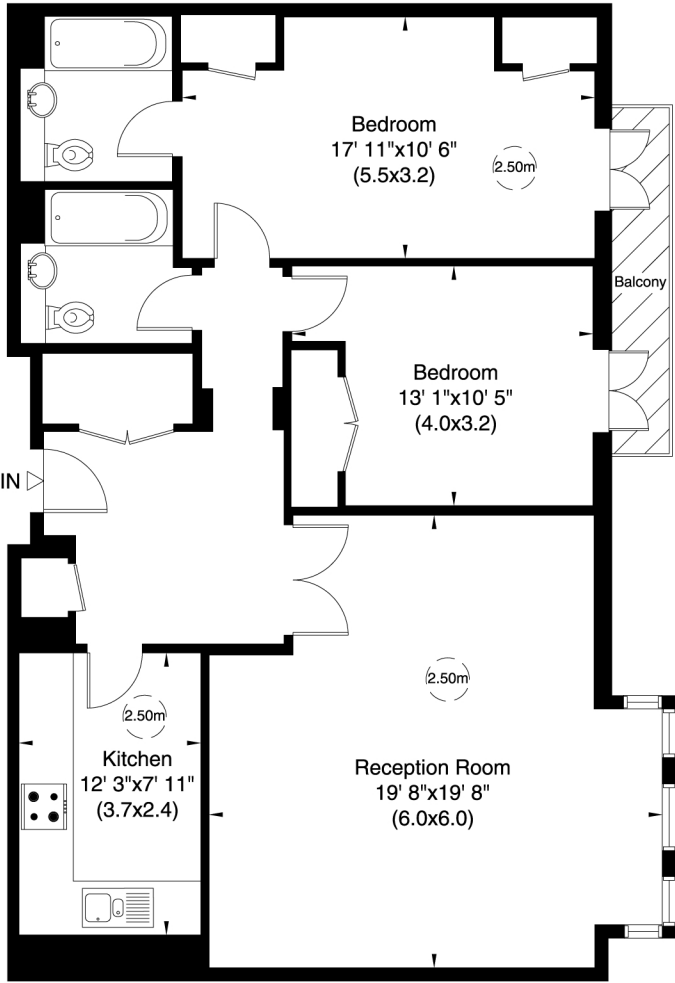 Bedroom
17' 11"x10' 6"
(5.5x3.2)
2.50m
Balcony
Bedroom
13' 1"x10' 5"
(4.0x3.2)
IN
2.50m
2.50m
Kitchen
12' 3"x7' 11"
(3.7x2.4)
Reception Room
19' 8"x19' 8"
(6.0x6.0)